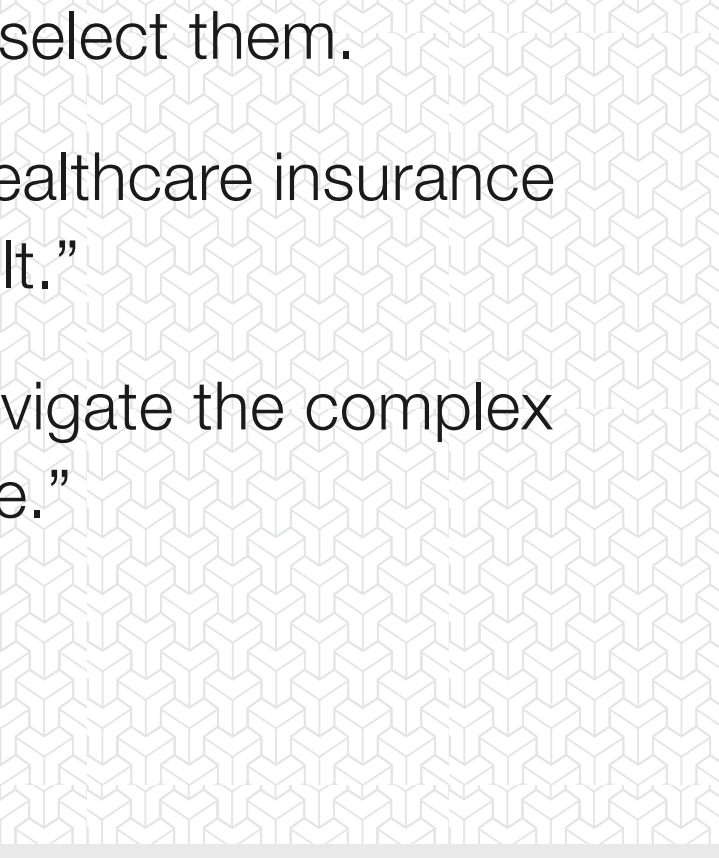 select them.
ealthcare insurance
lt.”
vigate the complex
e.”